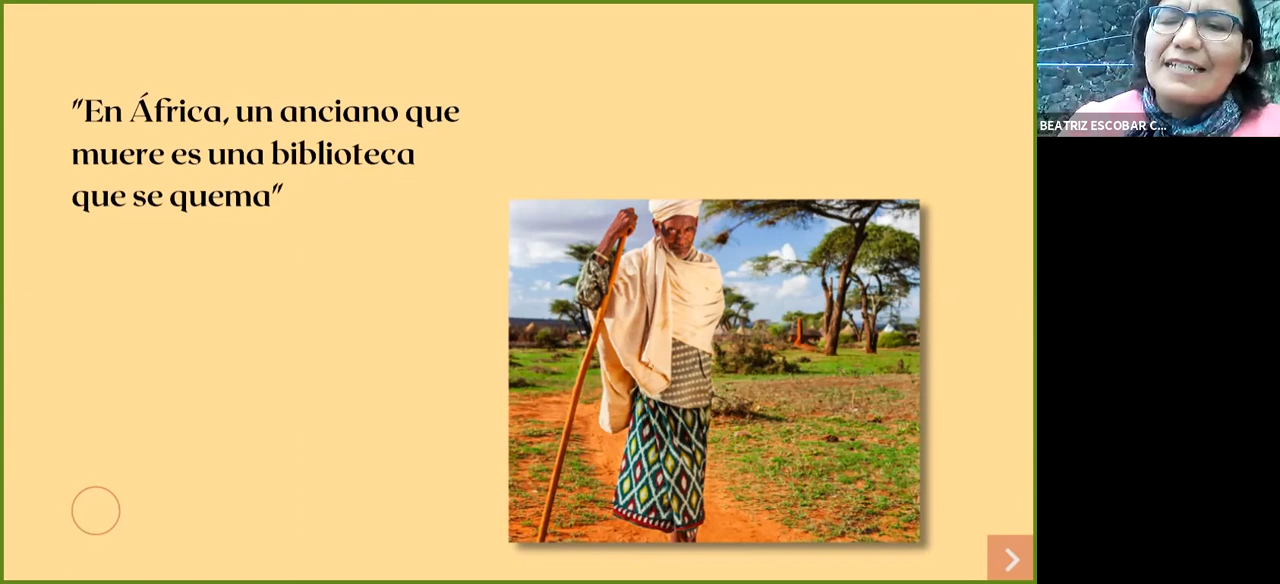 "En África, un anciano que
muere es una biblioteca
que se quema"
BEATRIZ ESCOBAR C...